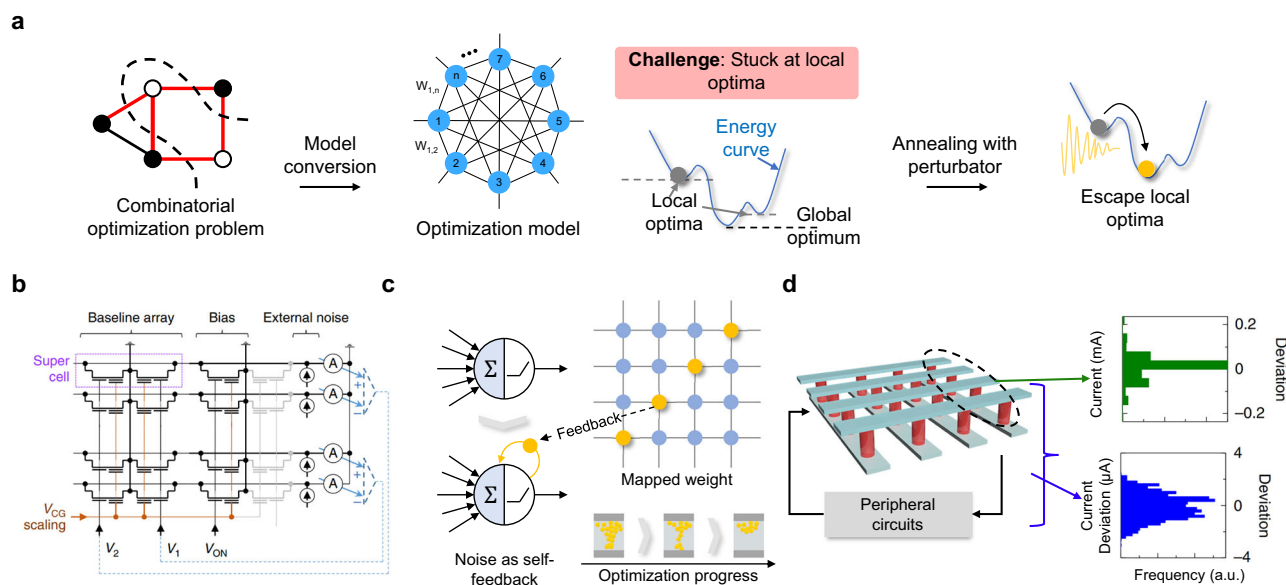 a
Combinatorial
optimization problem
Model
conversion
1
2
3
4
5
6
7
n
...
W1,n
W1,2
Optimization model
Challenge: Stuck at local
optima
Energy
curve
Local
optima
Global
optimum
Annealing with
perturbator
Escape local
optima
b
Baseline array
Bias
External noise
Super
cell
A
+
−
A
A
+
−
A
VCG
scaling
V2
V1
VON
c
Σ
Σ
Feedback
Mapped weight
Noise as self-
feedback
Optimization progress
d
Peripheral
circuits
Current (mA)
0.2
0
-0.2
Deviation
Current
Deviation (µA)
4
0
−4
Deviation
Frequency (a.u.)